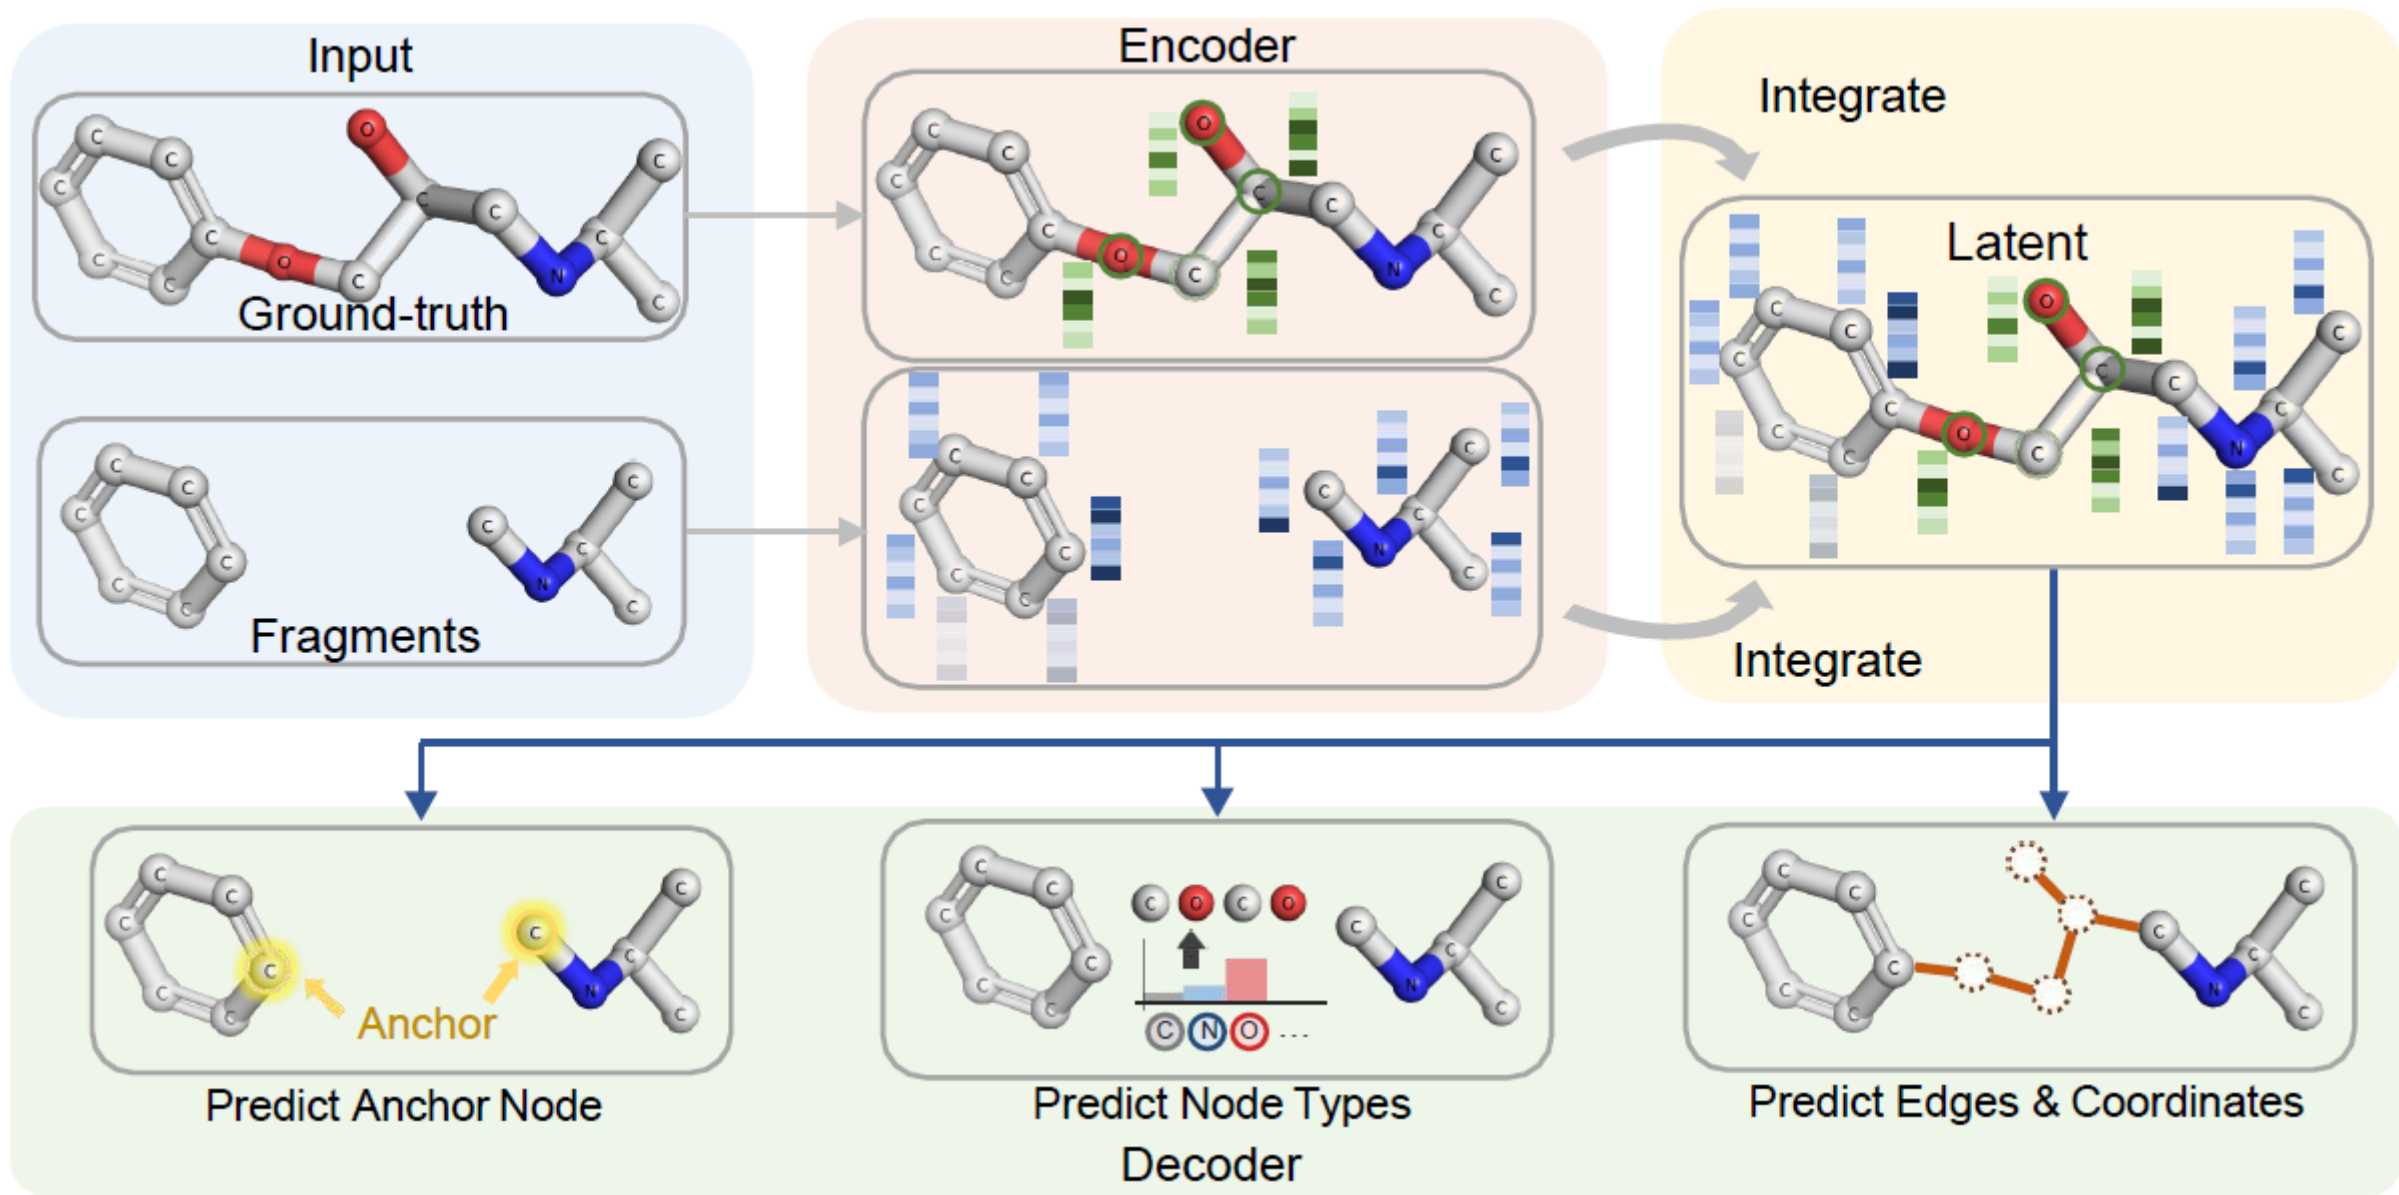 Input
Encoder
Integrate
Ground-truth
Latent
Fragments
Integrate
Anchor
C O C O
C N O ...
Predict Anchor Node
Predict Node Types
Predict Edges & Coordinates
Decoder